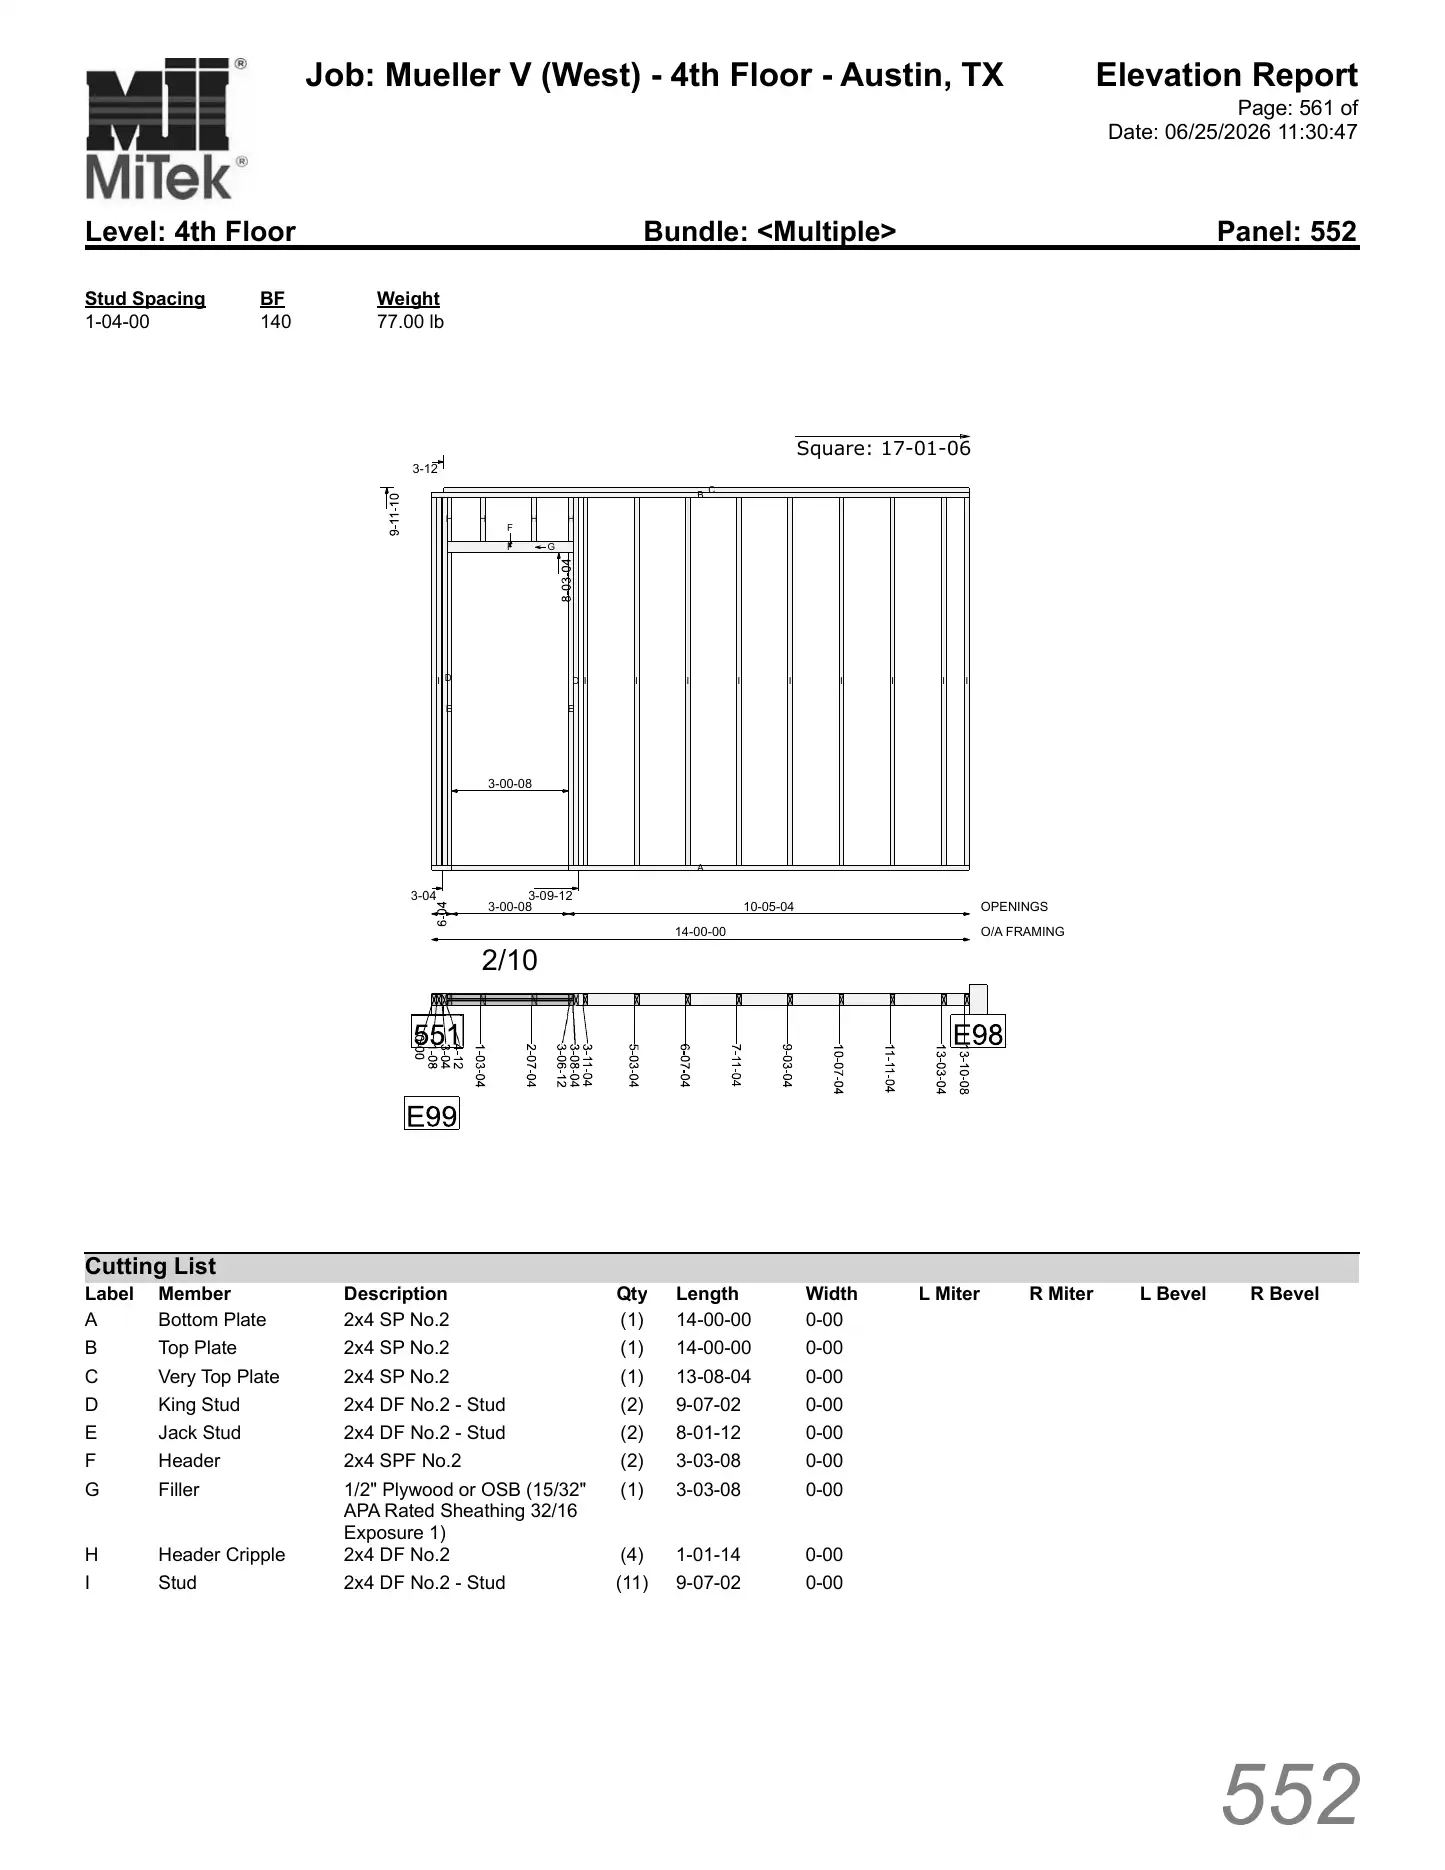 Job: Mueller V (West) - 4th Floor - Austin, TX
Elevation Report
Page: 561 of
Date: 06/25/2026 11:30:47
MiTek®
Level: 4th Floor Bundle: <Multiple> Panel: 552
Stud Spacing BF Weight
1-04-00 140 77.00 lb
Square: 17-01-06
3-12
9-11-10
C
B
H H H H
F
F G
8-03-04
I D D I I I I I I I I I
E E
3-00-08
A
3-04 3-09-12
6-04 3-00-08 10-05-04 OPENINGS
14-00-00 O/A FRAMING
2/10
551 E98
3-04
1-03-04
2-07-04
3-06-12
3-08-04
3-11-04
5-03-04
6-07-04
7-11-04
9-03-04
10-07-04
11-11-04
13-03-04
13-10-08
E99
Cutting List
Label Member Description Qty Length Width L Miter R Miter L Bevel R Bevel
A Bottom Plate 2x4 SP No.2 (1) 14-00-00 0-00
B Top Plate 2x4 SP No.2 (1) 14-00-00 0-00
C Very Top Plate 2x4 SP No.2 (1) 13-08-04 0-00
D King Stud 2x4 DF No.2 - Stud (2) 9-07-02 0-00
E Jack Stud 2x4 DF No.2 - Stud (2) 8-01-12 0-00
F Header 2x4 SPF No.2 (2) 3-03-08 0-00
G Filler 1/2" Plywood or OSB (15/32" (1) 3-03-08 0-00
APA Rated Sheathing 32/16
Exposure 1)
H Header Cripple 2x4 DF No.2 (4) 1-01-14 0-00
I Stud 2x4 DF No.2 - Stud (11) 9-07-02 0-00
552